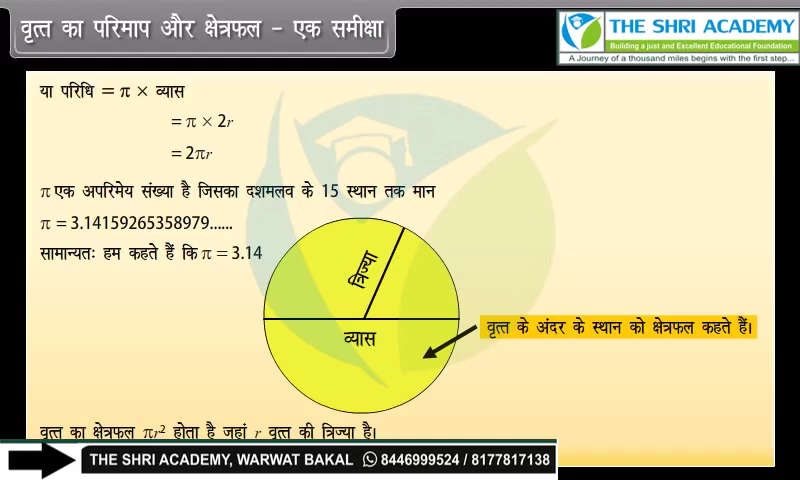 वृत्त का परिमाप और क्षेत्रफल - एक समीक्षा
THE SHRI ACADEMY
Building a just and Excellent Educational Foundation
A Journey of a thousand miles begins with the first step...
या परिधि = π × व्यास
= π × 2r
= 2πr
π एक अपरिमेय संख्या है जिसका दशमलव के 15 स्थान तक मान
π = 3.14159265358979......
सामान्यतः हम कहते हैं कि π = 3.14
त्रिज्या
व्यास
वृत्त के अंदर के स्थान को क्षेत्रफल कहते हैं।
वृत्त का क्षेत्रफल πr² होता है जहां r वृत्त की त्रिज्या है।
THE SHRI ACADEMY, WARWAT BAKAL 8446999524 / 8177817138